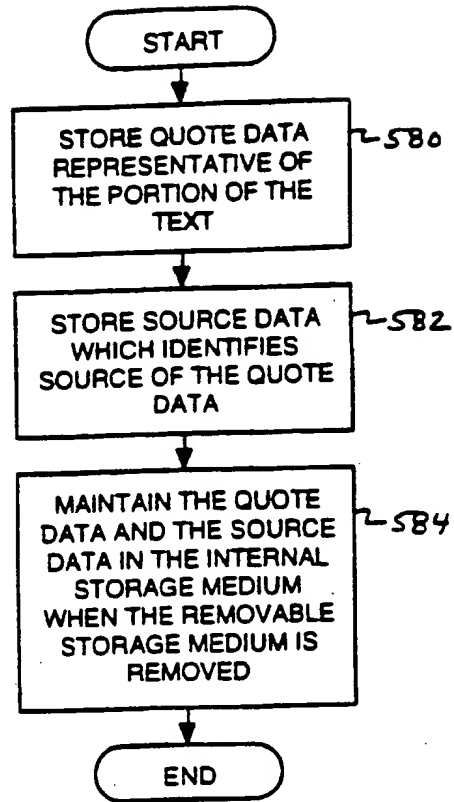 START
STORE QUOTE DATA
REPRESENTATIVE OF
THE PORTION OF THE
TEXT
580
STORE SOURCE DATA
WHICH IDENTIFIES
SOURCE OF THE QUOTE
DATA
582
MAINTAIN THE QUOTE
DATA AND THE SOURCE
DATA IN THE INTERNAL
STORAGE MEDIUM
WHEN THE REMOVABLE
STORAGE MEDIUM IS
REMOVED
584
END